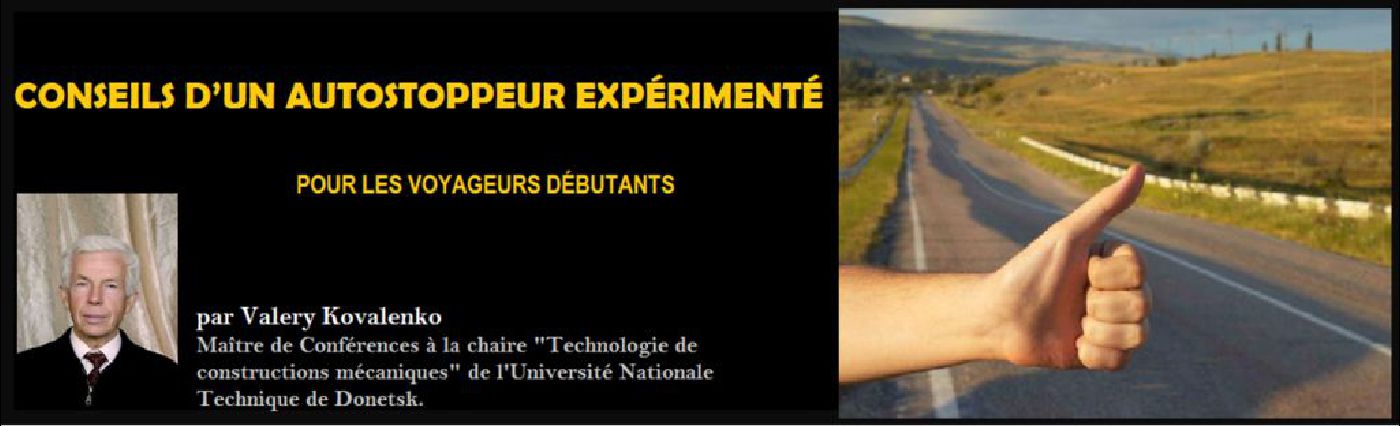 CONSEILS D'UN AUTOSTOPPEUR EXPÉRIMENTÉ
POUR LES VOYAGEURS DÉBUTANTS
par Valery Kovalenko
Maître de Conférences à la chaire "Technologie de
constructions mécaniques" de l'Université Nationale
Technique de Donetsk.